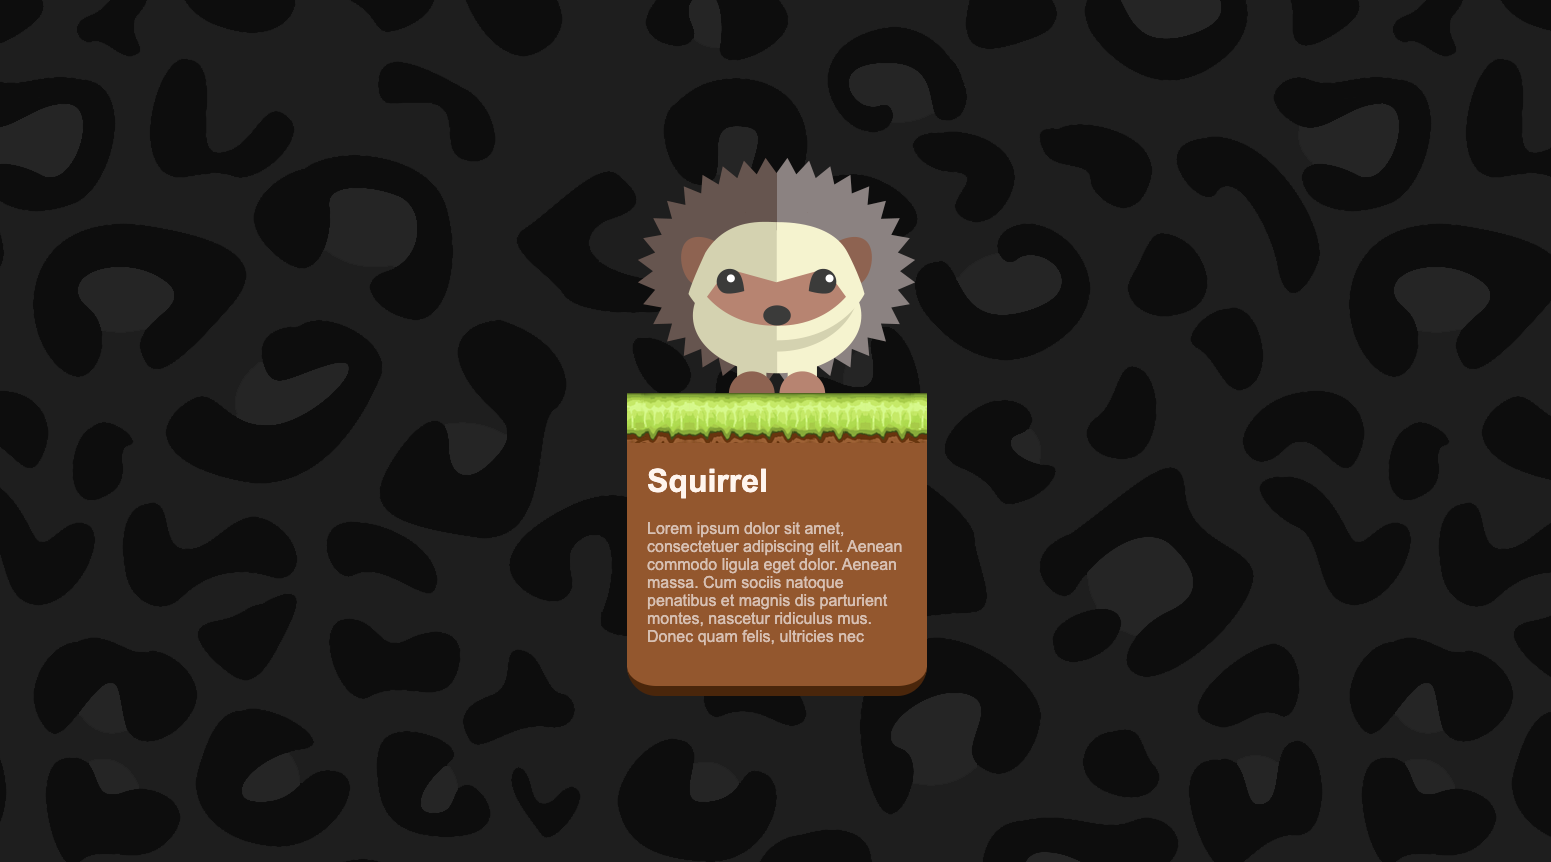 Squirrel
Lorem ipsum dolor sit amet,
consectetuer adipiscing elit. Aenean
commodo ligula eget dolor. Aenean
massa. Cum sociis natoque
penatibus et magnis dis parturient
montes, nascetur ridiculus mus.
Donec quam felis, ultricies nec